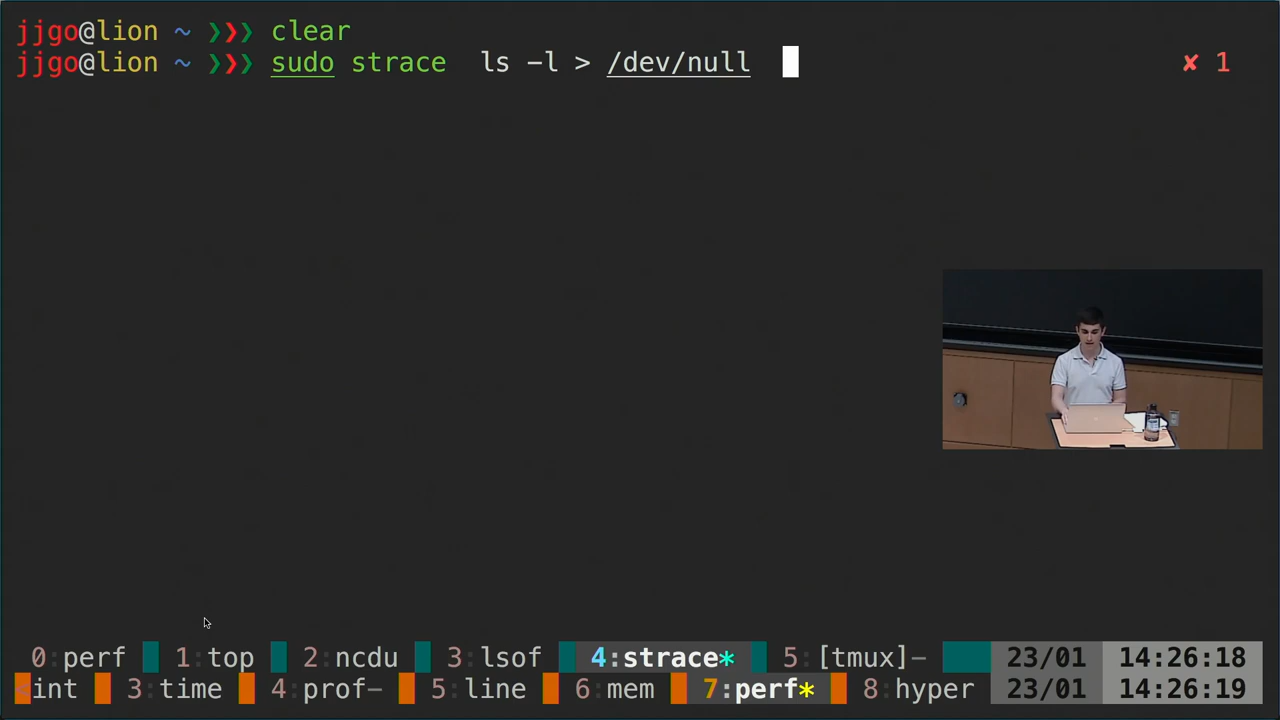 jjgo@lion ~ ❯❯❯ clear
jjgo@lion ~ ❯❯❯ sudo strace  ls -l > /dev/null ✘ 1
0:perf 1:top 2:ncdu 3:lsof 4:strace* 5:[tmux]- 23/01 14:26:18
<int 3:time 4:prof- 5:line 6:mem 7:perf* 8:hyper 23/01 14:26:19